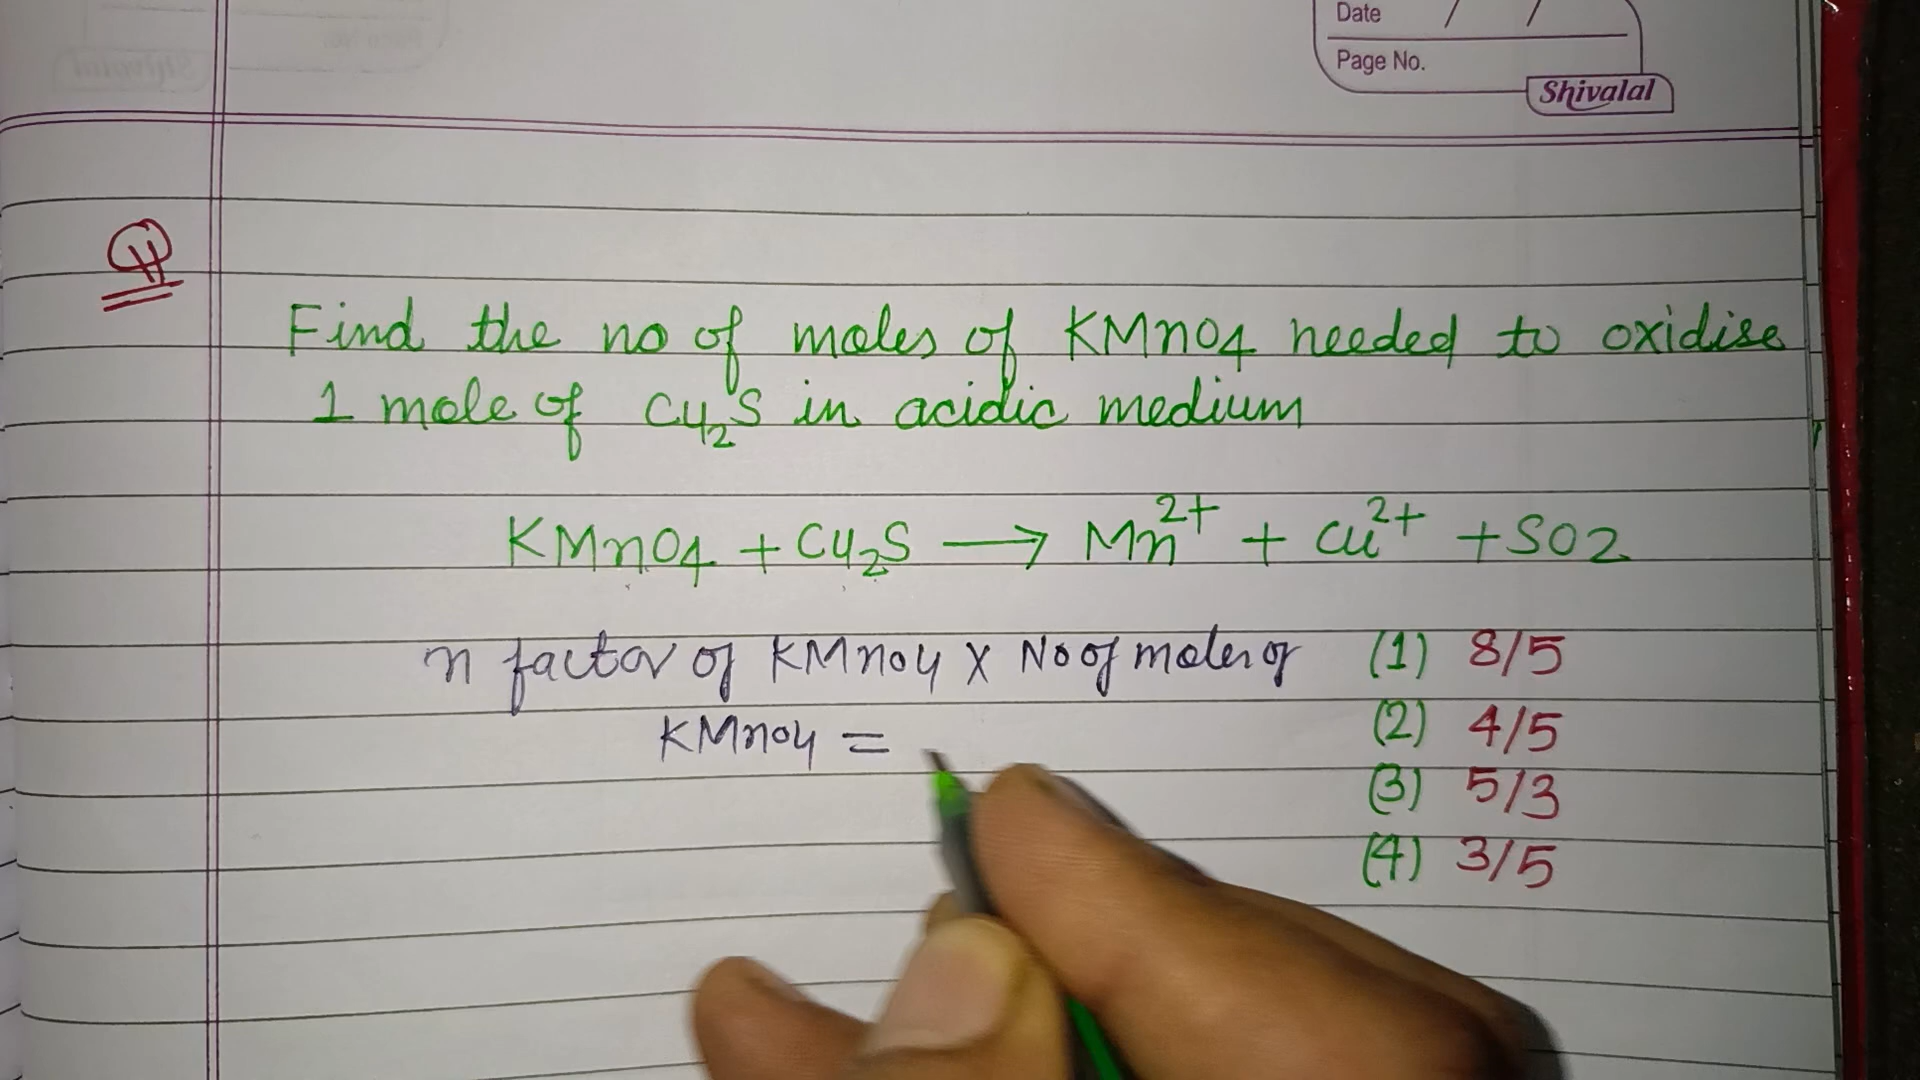 Date / /
Page No.
Shivalal
Q
Find the no of moles of KMnO4 needed to oxidise
1 mole of Cu₂S in acidic medium
KMnO4 + Cu₂S ⟶ Mn²⁺ + Cu²⁺ + SO2
n factor of KMnO4 X No of moles of
KMnO4 =
(1) 8/5
(2) 4/5
(3) 5/3
(4) 3/5